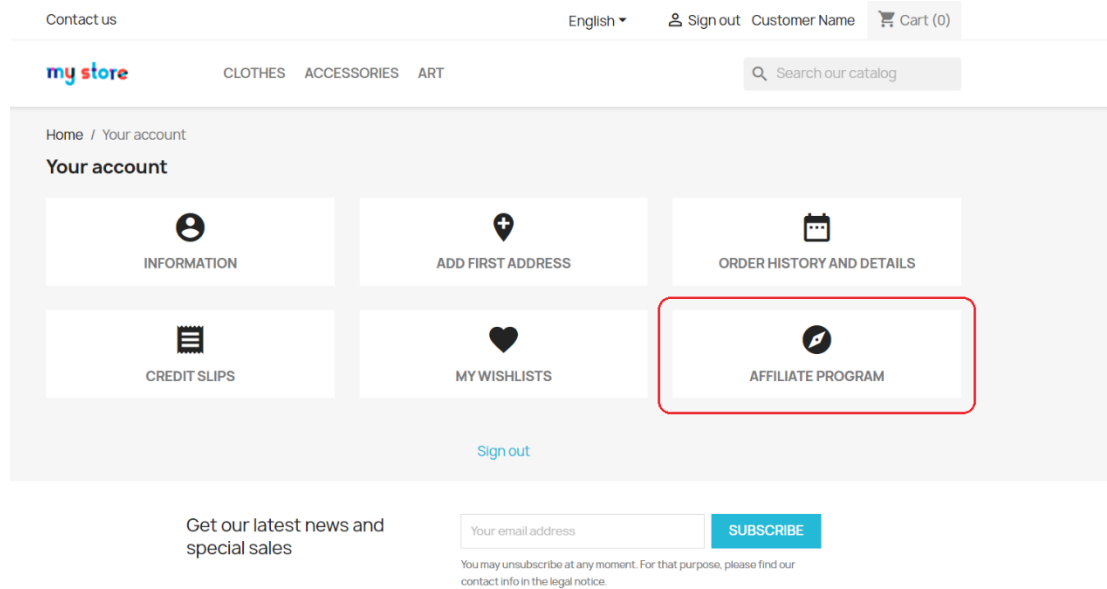 Contact us
English
Sign out
Customer Name
Cart (0)
my store
CLOTHES
ACCESSORIES
ART
Search our catalog
Home / Your account
Your account
INFORMATION
ADD FIRST ADDRESS
ORDER HISTORY AND DETAILS
CREDIT SLIPS
MY WISHLISTS
AFFILIATE PROGRAM
Sign out
Get our latest news and
special sales
Your email address
SUBSCRIBE
You may unsubscribe at any moment. For that purpose, please find our
contact info in the legal notice.